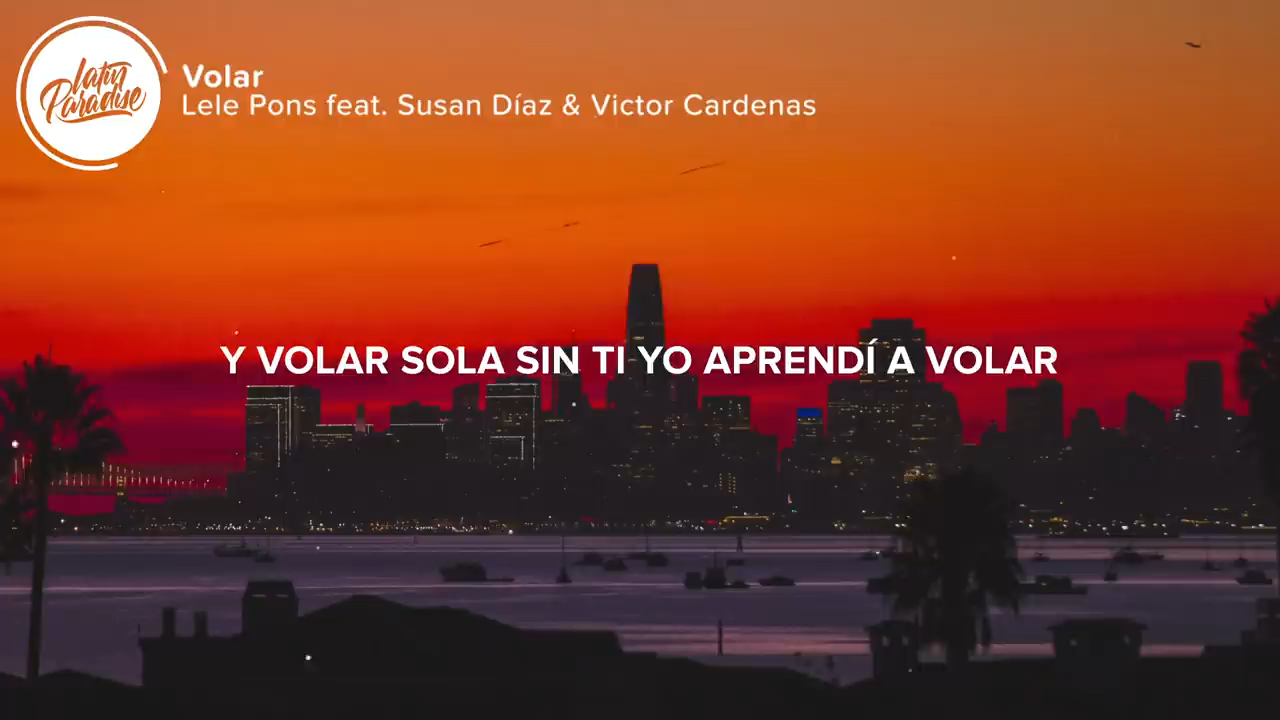 Latin
Paradise
Volar
Lele Pons feat. Susan Díaz & Victor Cardenas
Y VOLAR SOLA SIN TI YO APRENDÍ A VOLAR